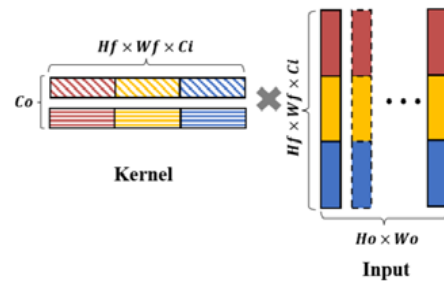 Hf × Wf × Ci
Co
Kernel
Hf × Wf × Ci
Ho × Wo
Input